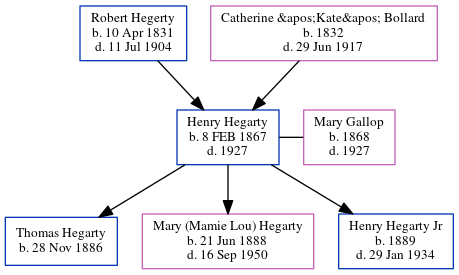 Robert Hegerty
b. 10 Apr 1831
d. 11 Jul 1904
Catherine &apos;Kate&apos; Bollard
b. 1832
d. 29 Jun 1917
Henry Hegarty
b. 8 FEB 1867
d. 1927
Mary Gallop
b. 1868
d. 1927
Thomas Hegarty
b. 28 Nov 1886
Mary (Mamie Lou) Hegarty
b. 21 Jun 1888
d. 16 Sep 1950
Henry Hegarty Jr
b. 1889
d. 29 Jan 1934